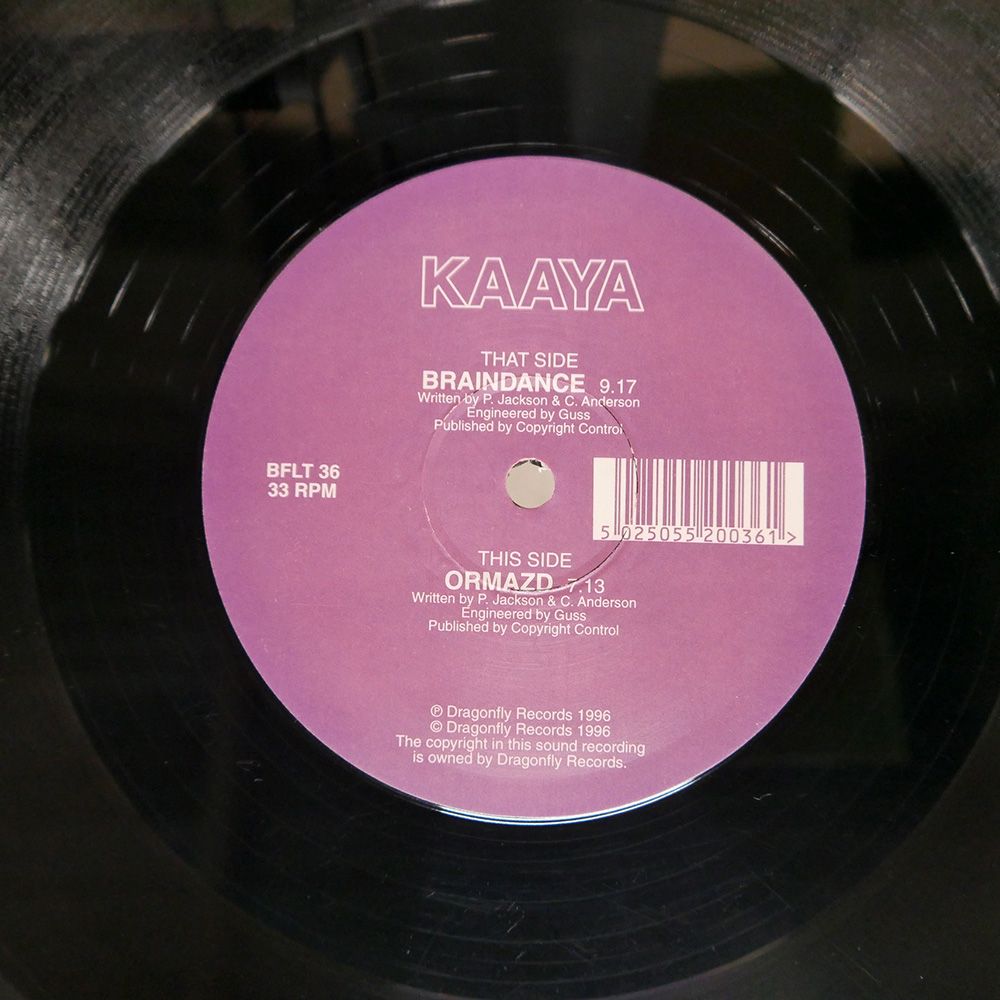 KAAYA
THAT SIDE
BRAINDANCE 9.17
Written by P. Jackson & C. Anderson
Engineered by Guss
Published by Copyright Control
BFLT 36
33 RPM
5 025055 200361 >
THIS SIDE
ORMAZD 7.13
Written by P. Jackson & C. Anderson
Engineered by Guss
Published by Copyright Control
℗ Dragonfly Records 1996
© Dragonfly Records 1996
The copyright in this sound recording
is owned by Dragonfly Records.